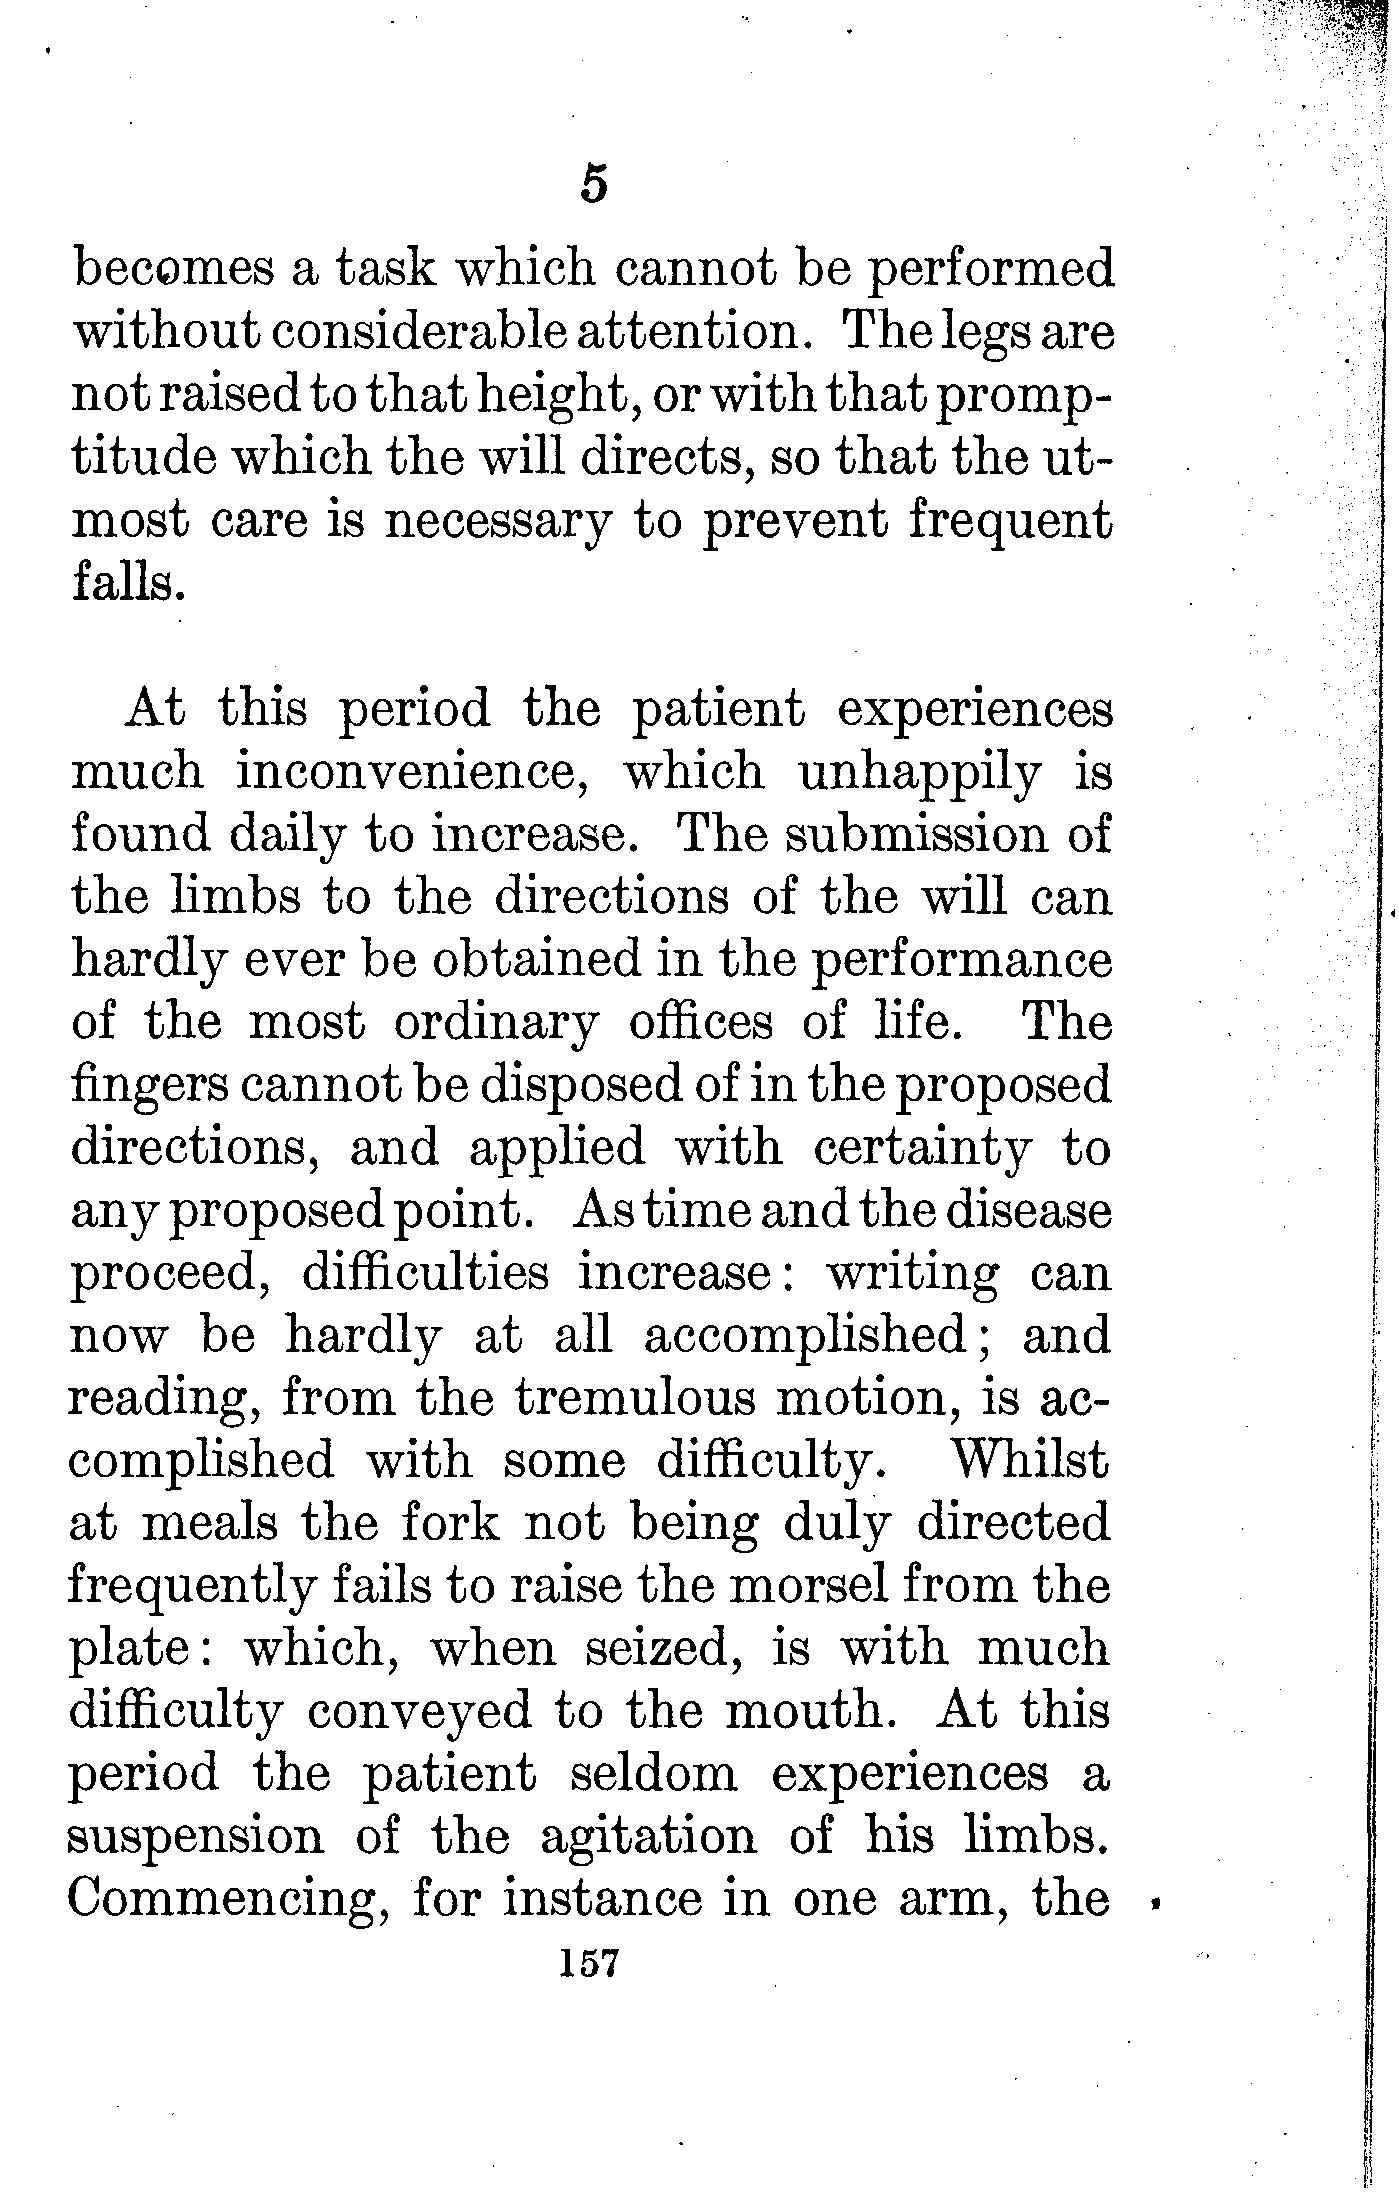 5
becomes a task which cannot be performed
without considerable attention. The legs are
not raised to that height, or with that promp-
titude which the will directs, so that the ut-
most care is necessary to prevent frequent
falls.
At this period the patient experiences
much inconvenience, which unhappily is
found daily to increase. The submission of
the limbs to the directions of the will can
hardly ever be obtained in the performance
of the most ordinary offices of life. The
fingers cannot be disposed of in the proposed
directions, and applied with certainty to
any proposed point. As time and the disease
proceed, difficulties increase: writing can
now be hardly at all accomplished; and
reading, from the tremulous motion, is ac-
complished with some difficulty. Whilst
at meals the fork not being duly directed
frequently fails to raise the morsel from the
plate: which, when seized, is with much
difficulty conveyed to the mouth. At this
period the patient seldom experiences a
suspension of the agitation of his limbs.
Commencing, for instance in one arm, the
157